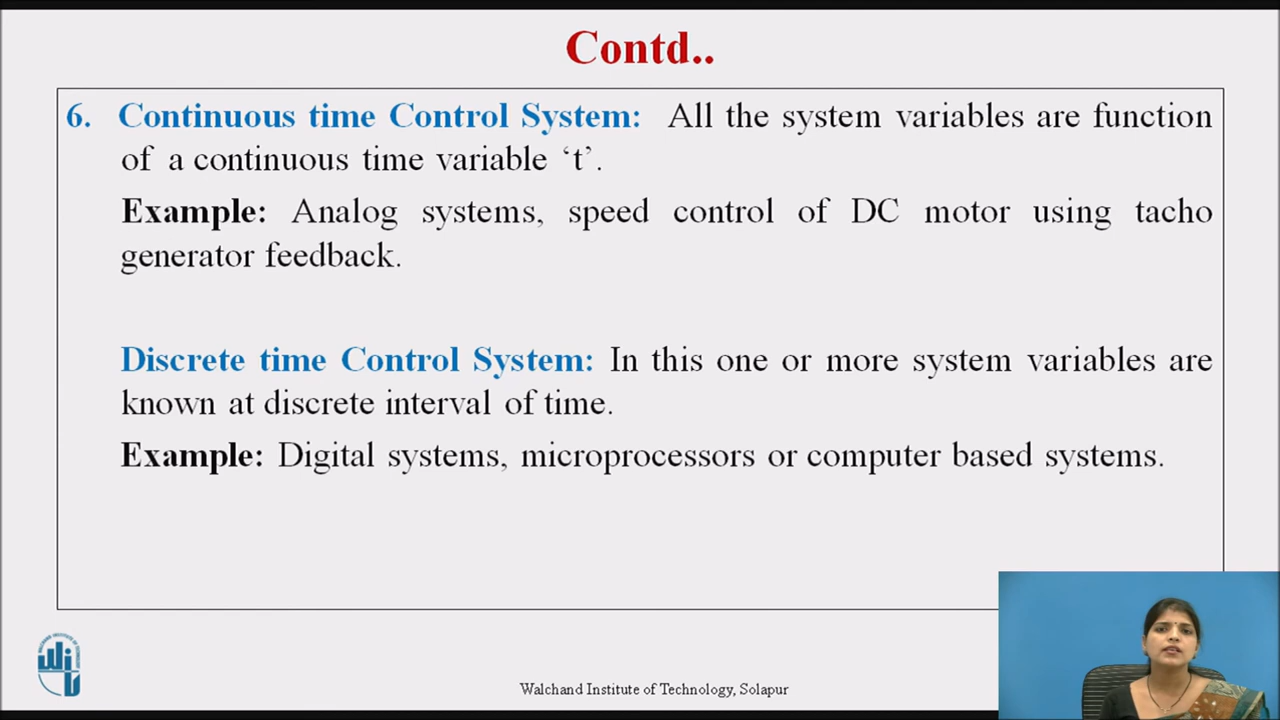 Contd..
6. Continuous time Control System: All the system variables are function
of a continuous time variable ‘t’.
Example: Analog systems, speed control of DC motor using tacho
generator feedback.
Discrete time Control System: In this one or more system variables are
known at discrete interval of time.
Example: Digital systems, microprocessors or computer based systems.
Walchand Institute of Technology, Solapur